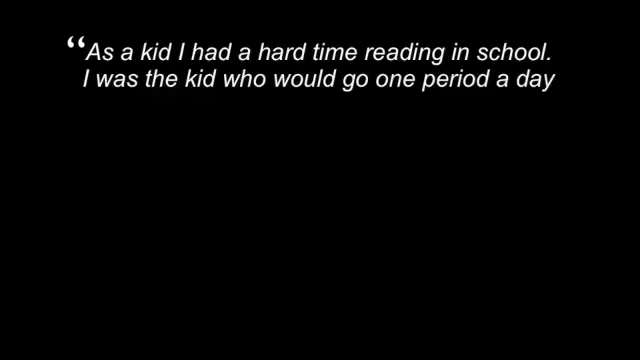 “As a kid I had a hard time reading in school.
I was the kid who would go one period a day